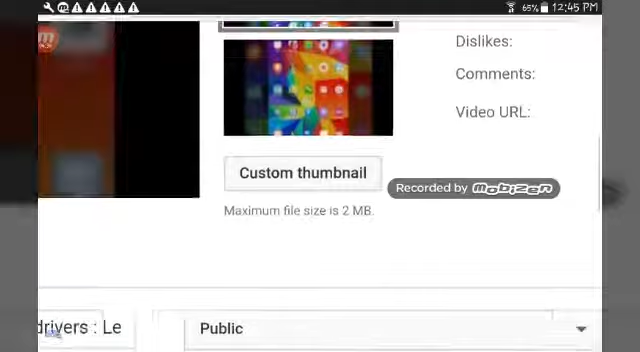 65% 12:45 PM
Dislikes:
Comments:
Video URL:
Custom thumbnail
Recorded by mobizen
Maximum file size is 2 MB.
drivers : Le
Public